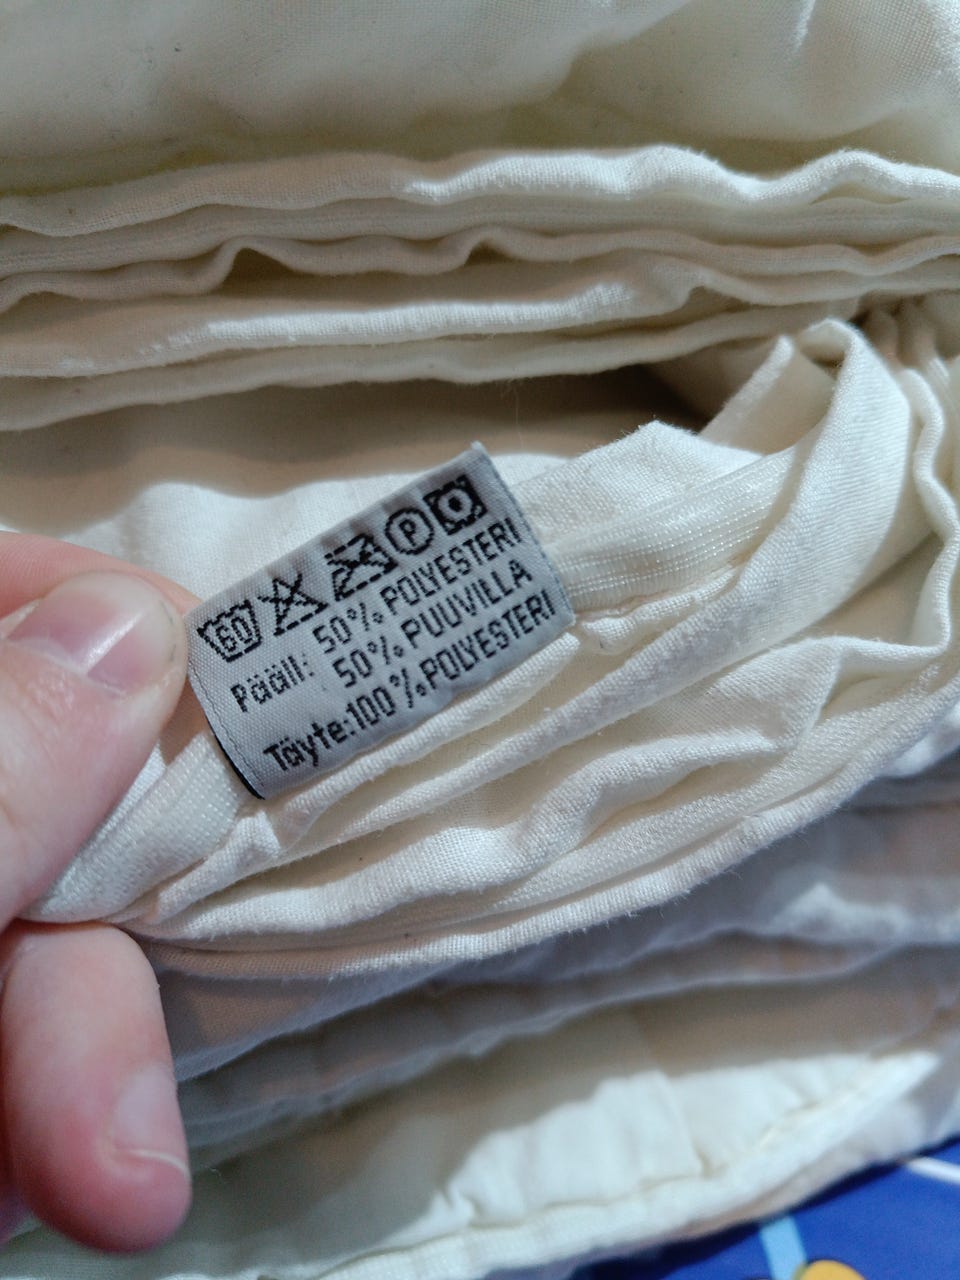 60 P
Pääll: 50% POLYESTERI
50% PUUVILLA
Täyte: 100% POLYESTERI